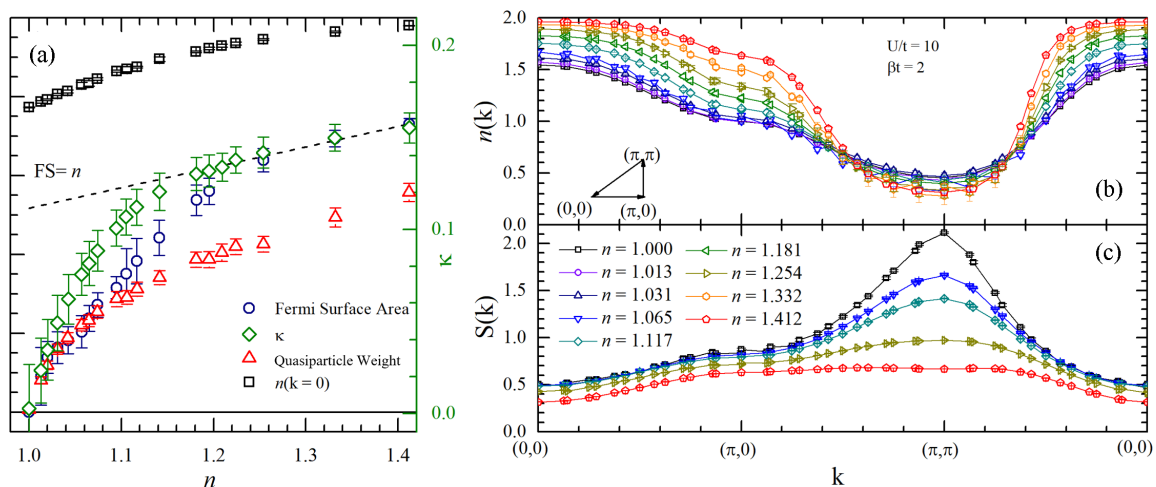 (a)
FS= n
Fermi Surface Area
κ
Quasiparticle Weight
n(k = 0)
0.2
0.1
0.0
κ
1.0 1.1 1.2 1.3 1.4
n
2.0
1.5
1.0
0.5
0.0
n(k)
U/t = 10
βt = 2
(π,π)
(0,0)
(π,0)
(b)
2.0
1.5
1.0
0.5
0.0
S(k)
(c)
n = 1.000
n = 1.013
n = 1.031
n = 1.065
n = 1.117
n = 1.181
n = 1.254
n = 1.332
n = 1.412
(0,0) (π,0) (π,π) (0,0)
k